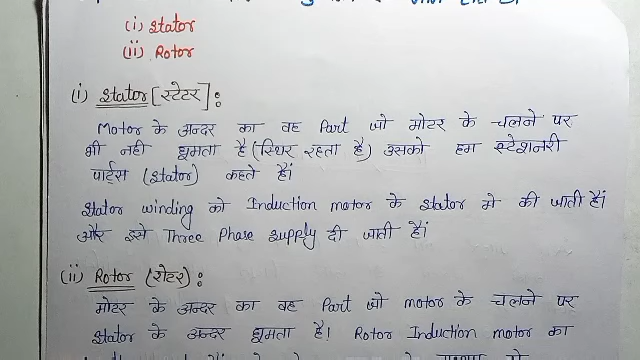 (i) Stator
(ii) Rotor
(i) Stator [स्टेटर] :
Motor के अन्दर का वह Part जो मोटर के चलने पर
भी नही घूमता है (स्थिर रहता है) उसको हम स्टेशनरी
पार्ट्स (Stator) कहते हैं।
Stator winding को Induction motor के Stator मे की जाती हैं।
और इसे Three Phase Supply दी जाती हैं।
(ii) Rotor (रोटर) :
मोटर के अन्दर का वह Part जो motor के चलने पर
Stator के अन्दर घूमता है। Rotor Induction motor का